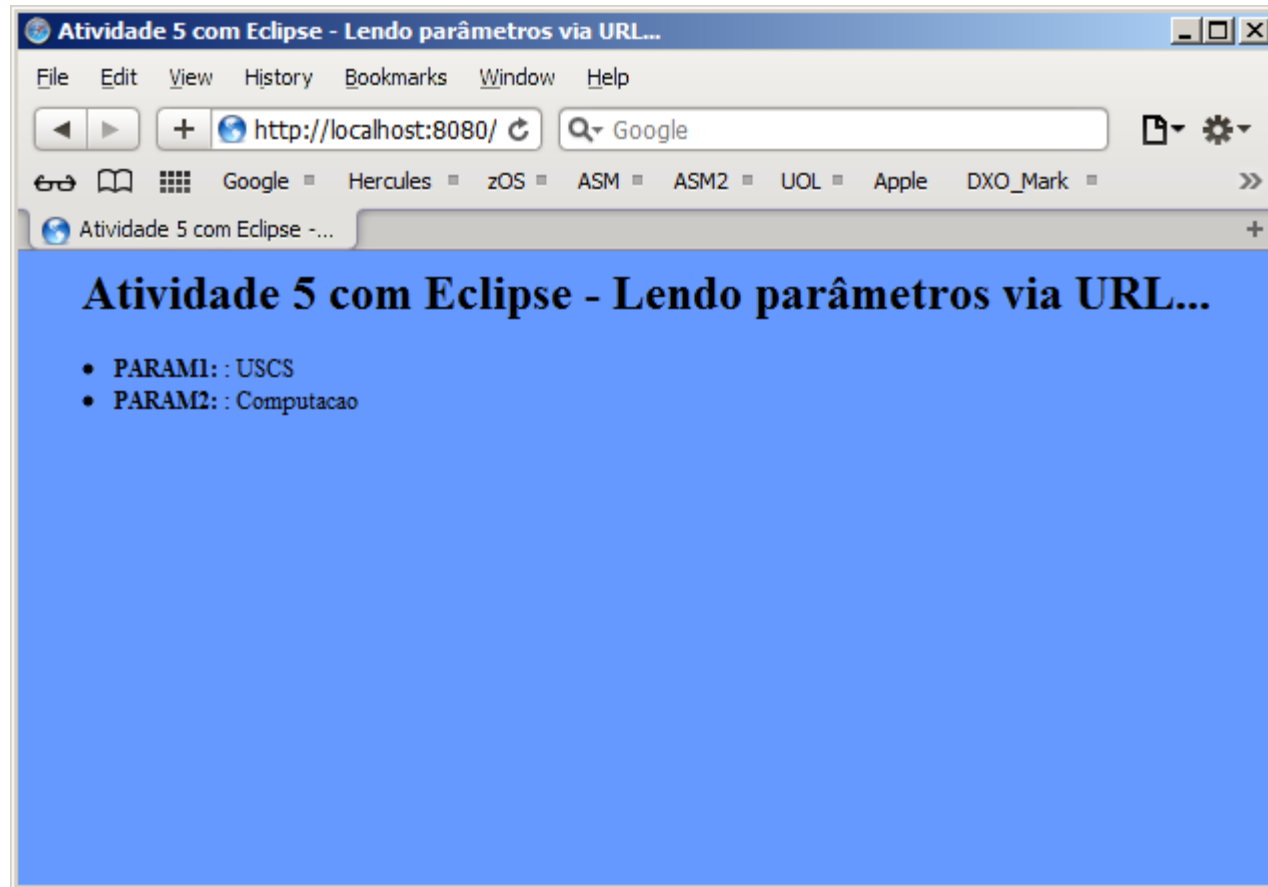 Atividade 5 com Eclipse - Lendo parâmetros via URL...
File Edit View History Bookmarks Window Help
http://localhost:8080/ Google
Google Hercules zOS ASM ASM2 UOL Apple DXO_Mark
Atividade 5 com Eclipse -...
Atividade 5 com Eclipse - Lendo parâmetros via URL...
PARAM1: : USCS
PARAM2: : Computacao